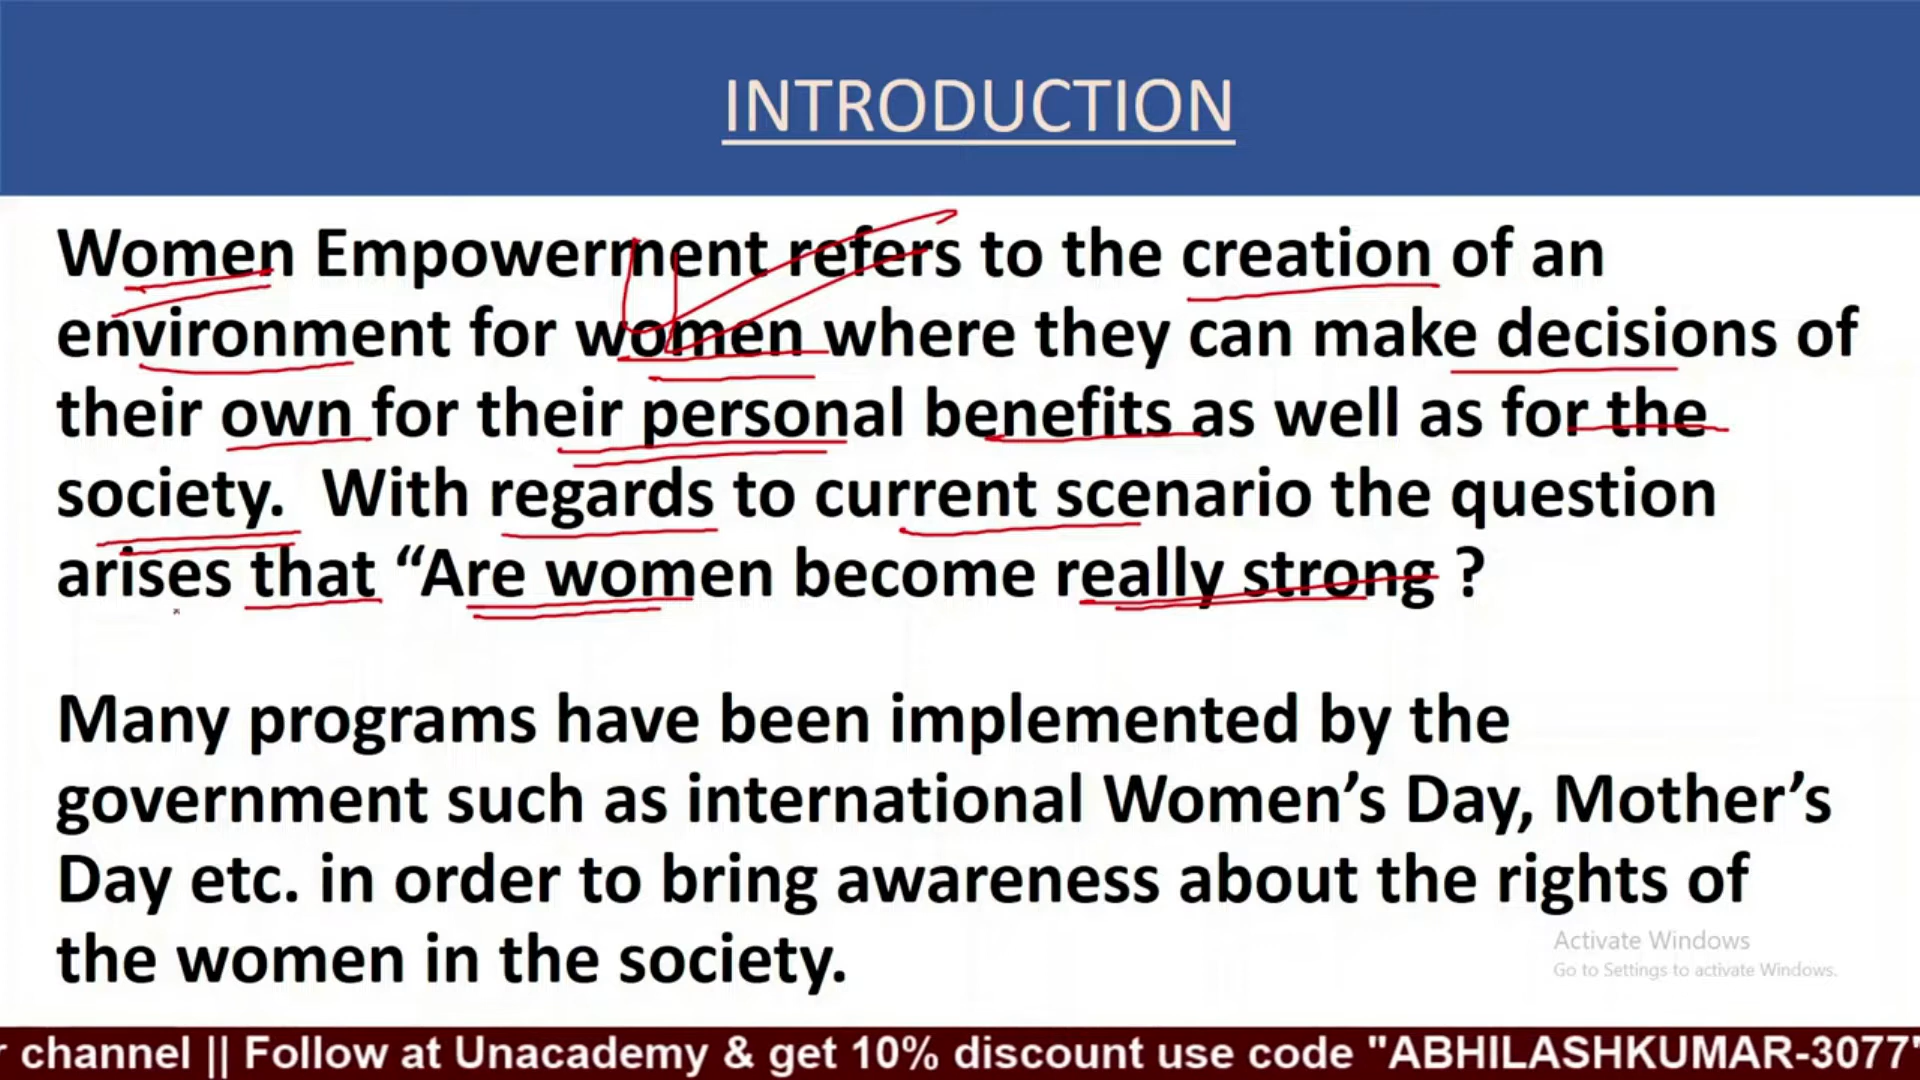 INTRODUCTION
Women Empowerment refers to the creation of an
environment for women where they can make decisions of
their own for their personal benefits as well as for the
society.  With regards to current scenario the question
arises that “Are women become really strong ?
Many programs have been implemented by the
government such as international Women’s Day, Mother’s
Day etc. in order to bring awareness about the rights of
the women in the society.
Activate Windows
Go to Settings to activate Windows.
r channel || Follow at Unacademy & get 10% discount use code "ABHILASHKUMAR-3077"